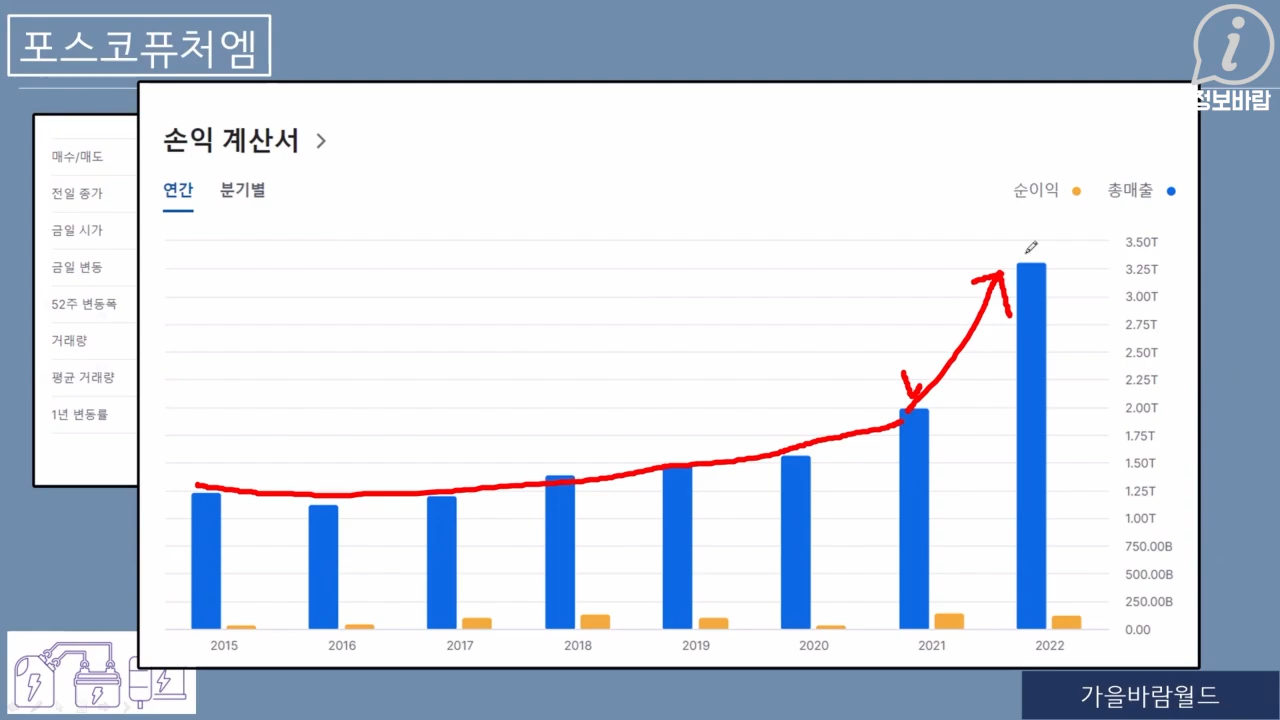 포스코퓨처엠
정보바람
매수/매도
전일 종가
금일 시가
금일 변동
52주 변동폭
거래량
평균 거래량
1년 변동률
손익 계산서 >
연간 분기별
순이익 총매출
3.50T
3.25T
3.00T
2.75T
2.50T
2.25T
2.00T
1.75T
1.50T
1.25T
1.00T
750.00B
500.00B
250.00B
0.00
2015 2016 2017 2018 2019 2020 2021 2022
가을바람월드